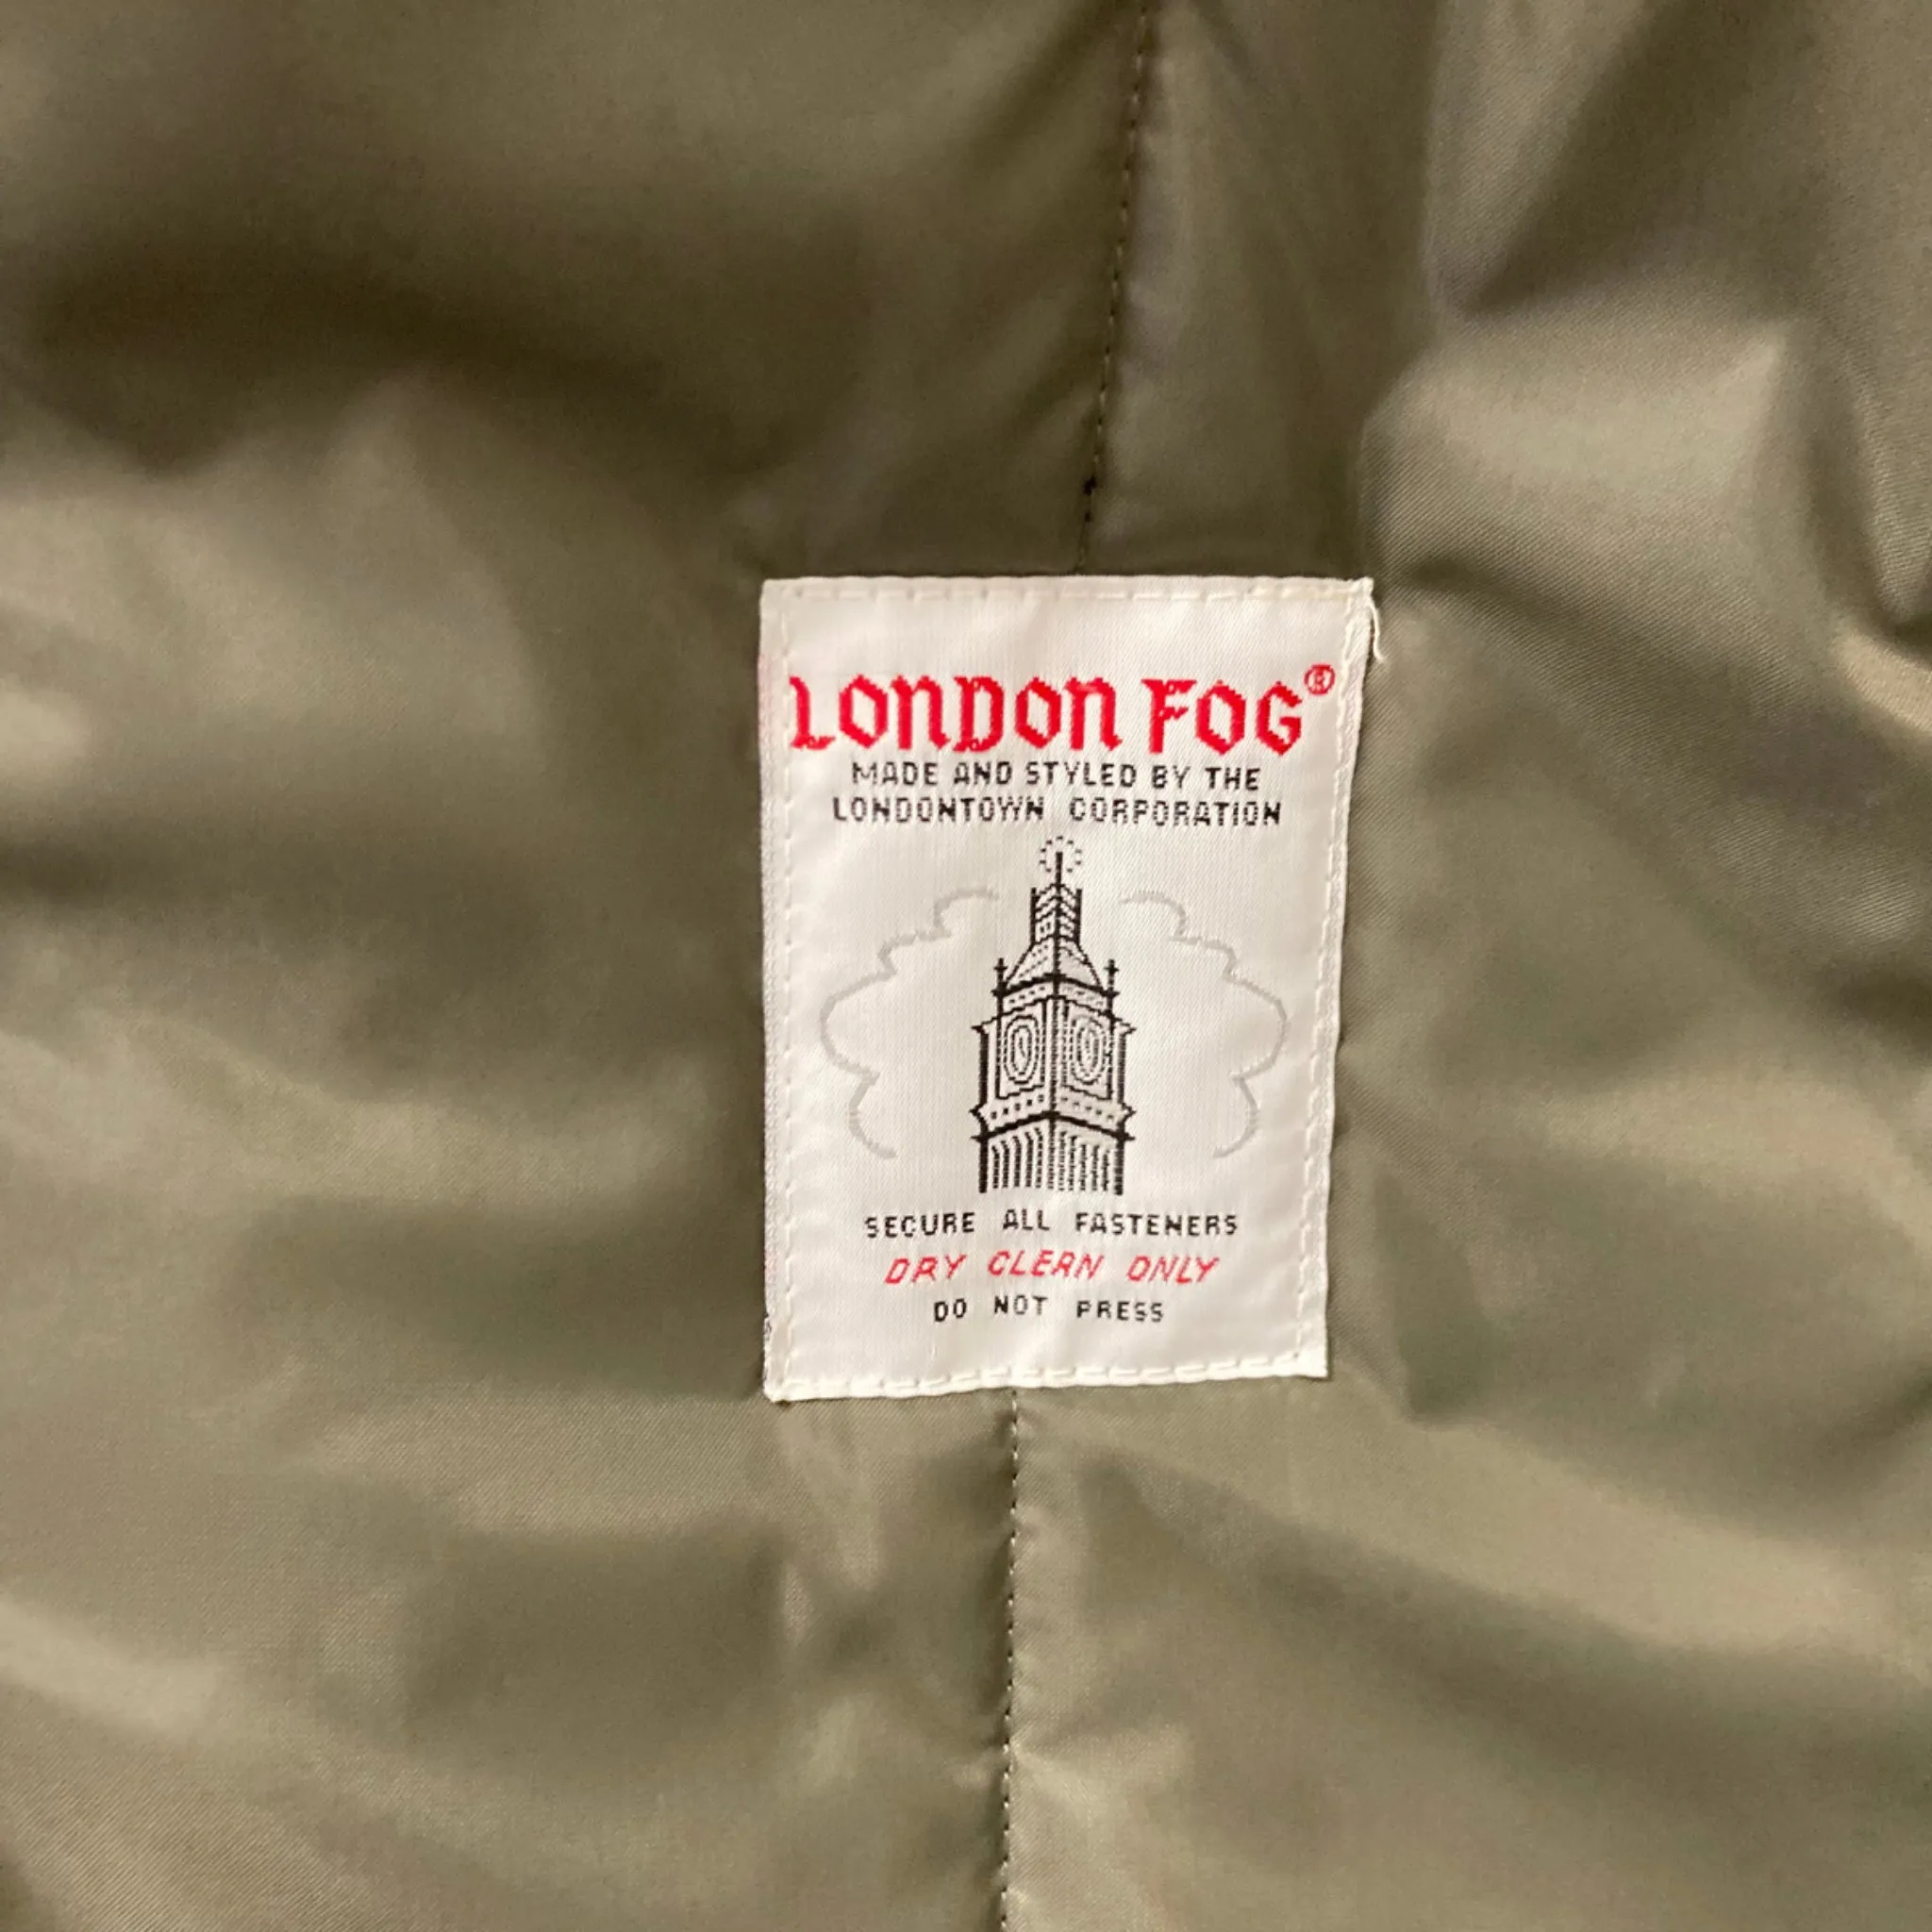 LONDON FOG®
MADE AND STYLED BY THE
LONDONTOWN CORPORATION
SECURE ALL FASTENERS
DRY CLEAN ONLY
DO NOT PRESS